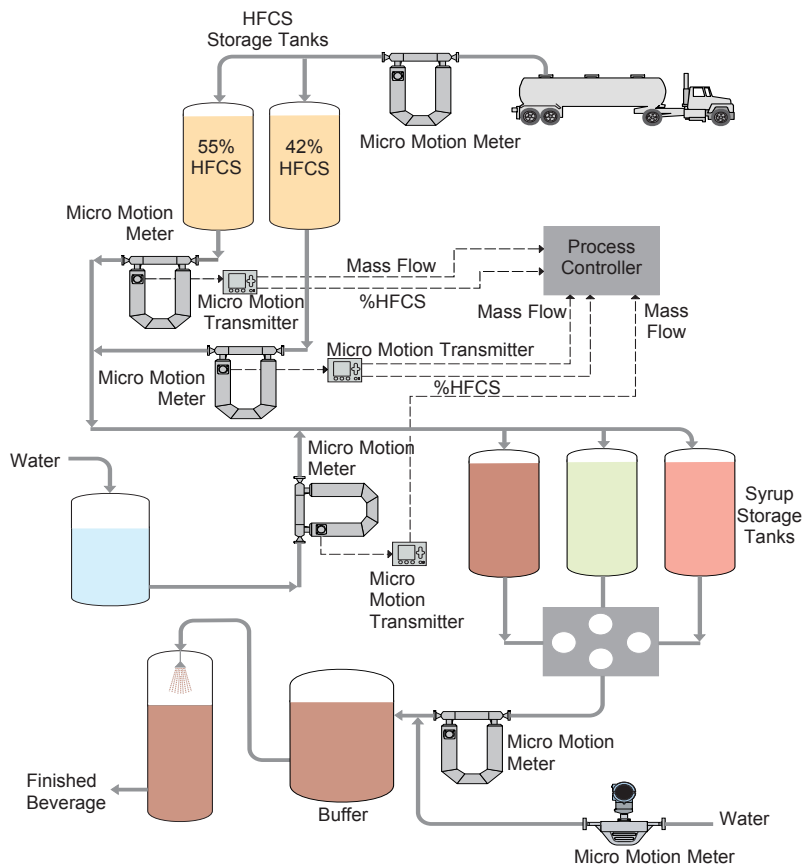 HFCS
Storage Tanks
Micro Motion Meter
55%
HFCS
42%
HFCS
Micro Motion
Meter
Process
Controller
Mass Flow
%HFCS
Micro Motion
Transmitter
Mass Flow
Mass
Flow
Micro Motion Transmitter
Micro Motion
Meter
%HFCS
Water
Micro Motion
Meter
Syrup
Storage
Tanks
Micro
Motion
Transmitter
Micro Motion
Meter
Finished
Beverage
Buffer
Water
Micro Motion Meter